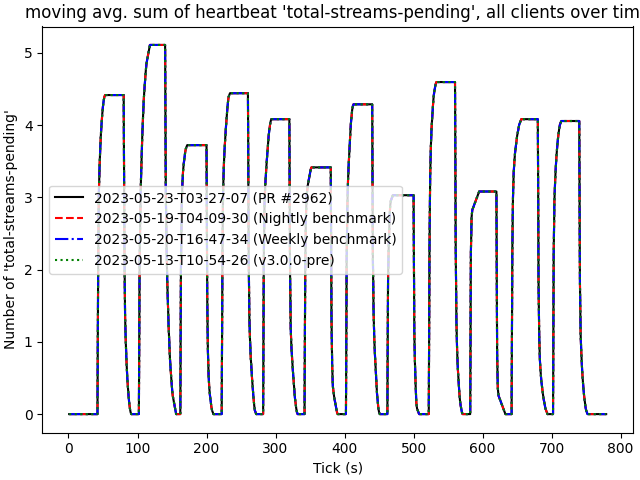 moving avg. sum of heartbeat 'total-streams-pending', all clients over tim
Number of 'total-streams-pending'
5
4
3
2
1
0
2023-05-23-T03-27-07 (PR #2962)
2023-05-19-T04-09-30 (Nightly benchmark)
2023-05-20-T16-47-34 (Weekly benchmark)
2023-05-13-T10-54-26 (v3.0.0-pre)
0 100 200 300 400 500 600 700 800
Tick (s)